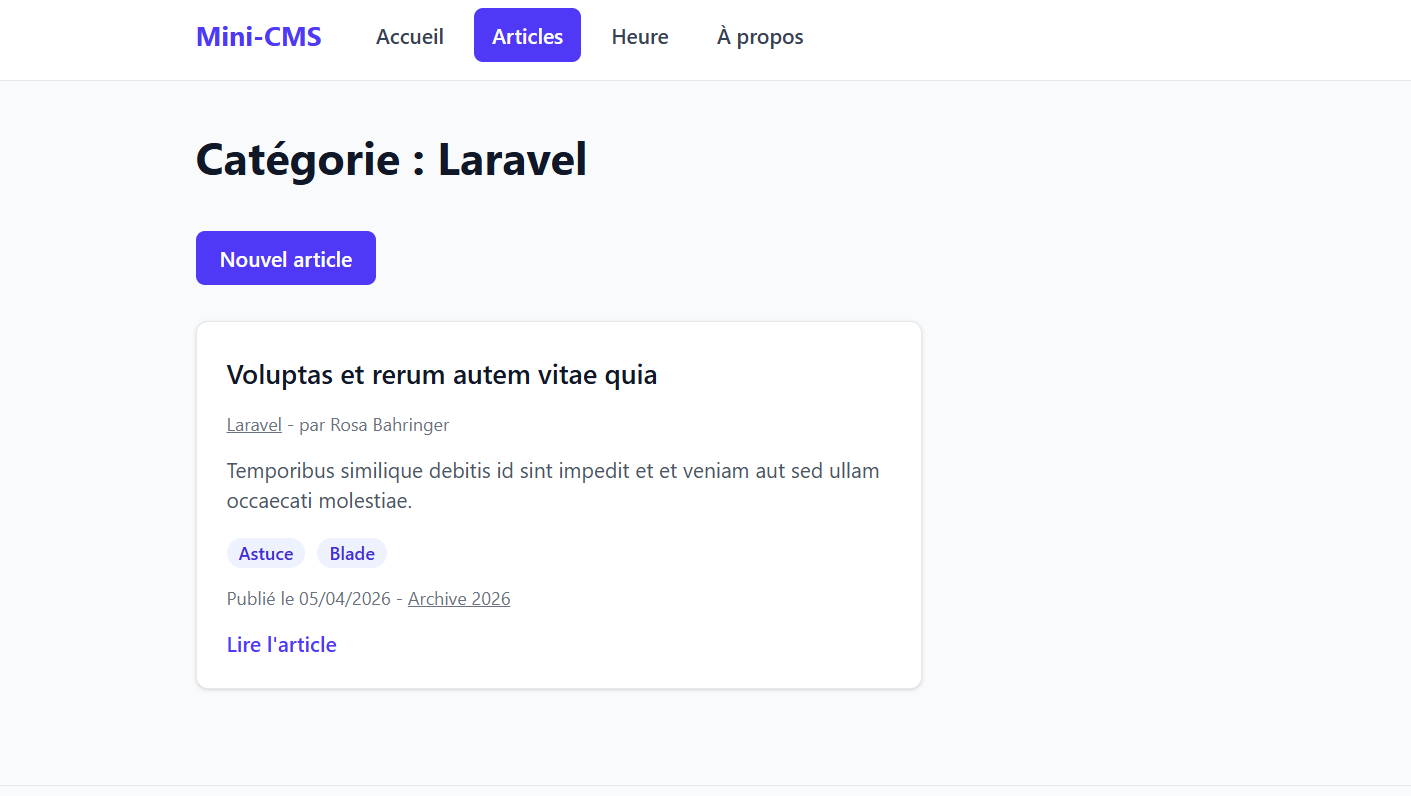 Mini-CMS Accueil Articles Heure À propos
Catégorie : Laravel
Nouvel article
Voluptas et rerum autem vitae quia
Laravel - par Rosa Bahringer
Temporibus similique debitis id sint impedit et et veniam aut sed ullam
occaecati molestiae.
Astuce Blade
Publié le 05/04/2026 - Archive 2026
Lire l'article